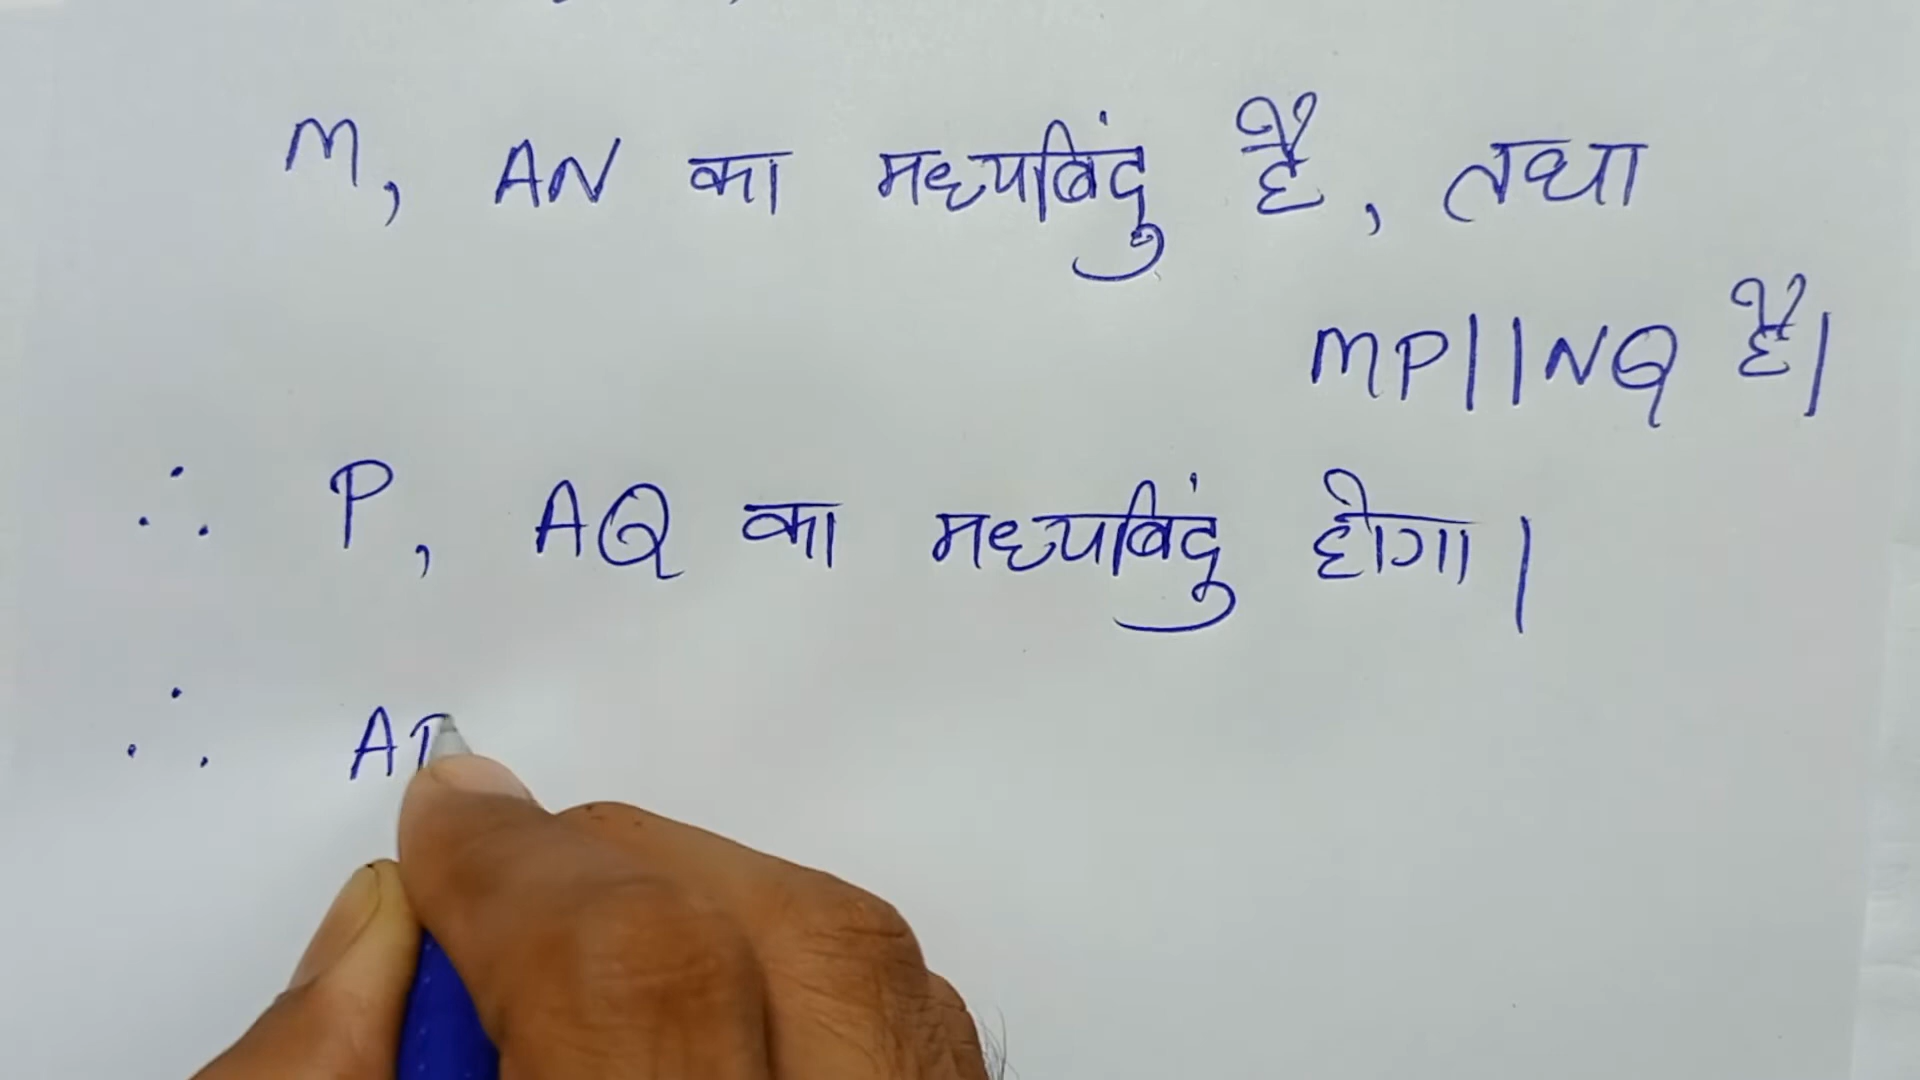 M, AN का मध्यबिंदु है, तथा
MP||NQ है|
∴ P, AQ का मध्यबिंदु होगा|
∴ A